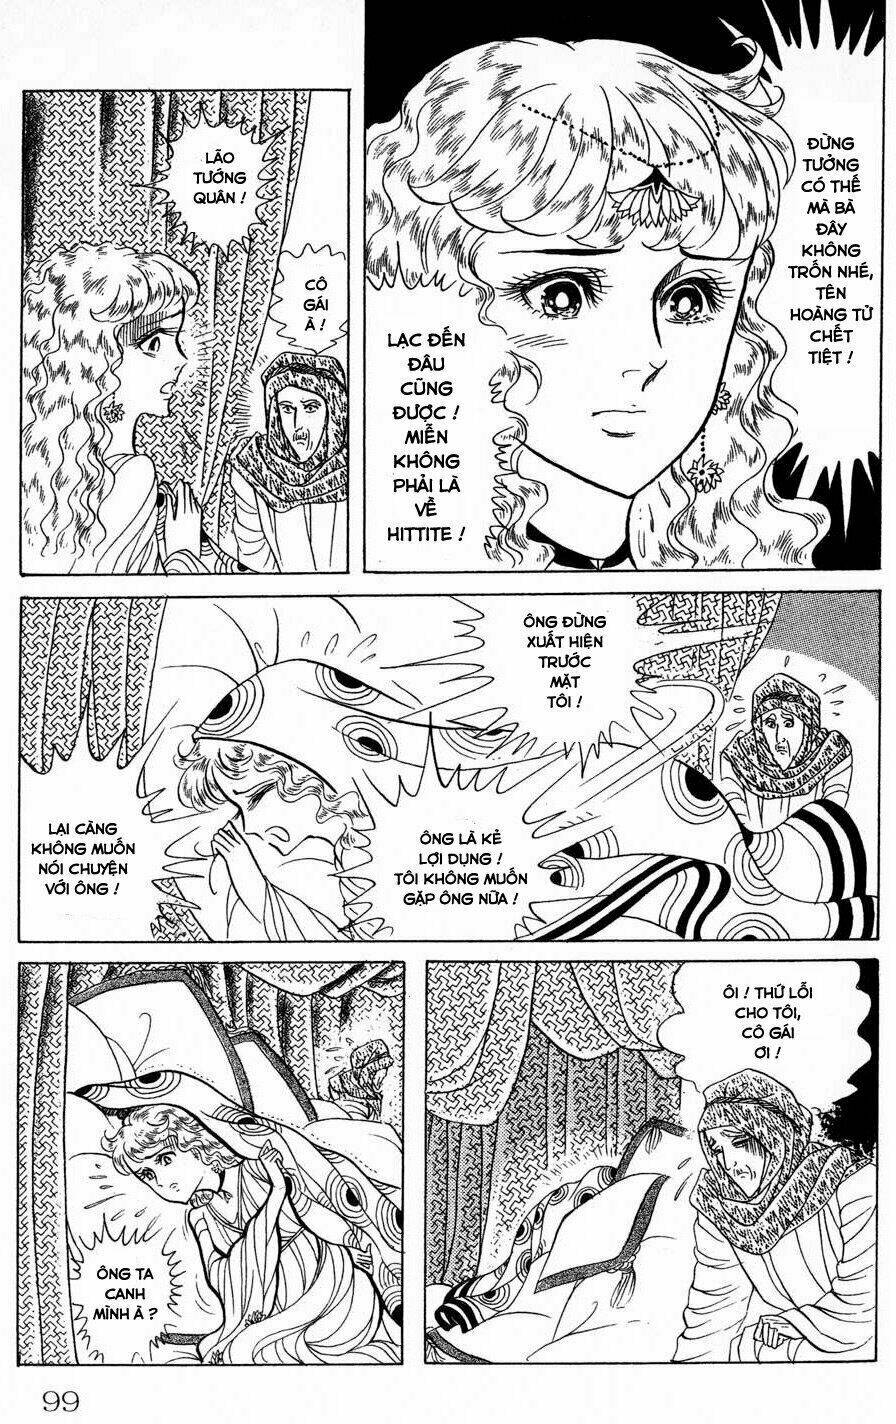 ĐỪNG
TƯỞNG
CÓ THỂ
MÀ BÀ
ĐÂY
KHÔNG
TRỐN NHÉ,
TÊN
HOÀNG TỬ
CHẾT
TIỆT !
LẠC ĐẾN
ĐÂU
CŨNG
ĐƯỢC !
MIỄN
KHÔNG
PHẢI LÀ
VỀ
HITTITE !
LÃO
TƯỚNG
QUÂN !
CÔ
GÁI
À !
ÔNG ĐỪNG
XUẤT HIỆN
TRƯỚC
MẶT
TÔI !
ÔNG LÀ KẺ
LỢI DỤNG !
TÔI KHÔNG MUỐN
GẶP ÔNG NỮA !
LẠI CÀNG
KHÔNG MUỐN
NÓI CHUYỆN
VỚI ÔNG !
ÔI ! THỨ LỖI
CHO TÔI,
CÔ GÁI
ƠI !
ÔNG TA
CANH
MÌNH À ?
99